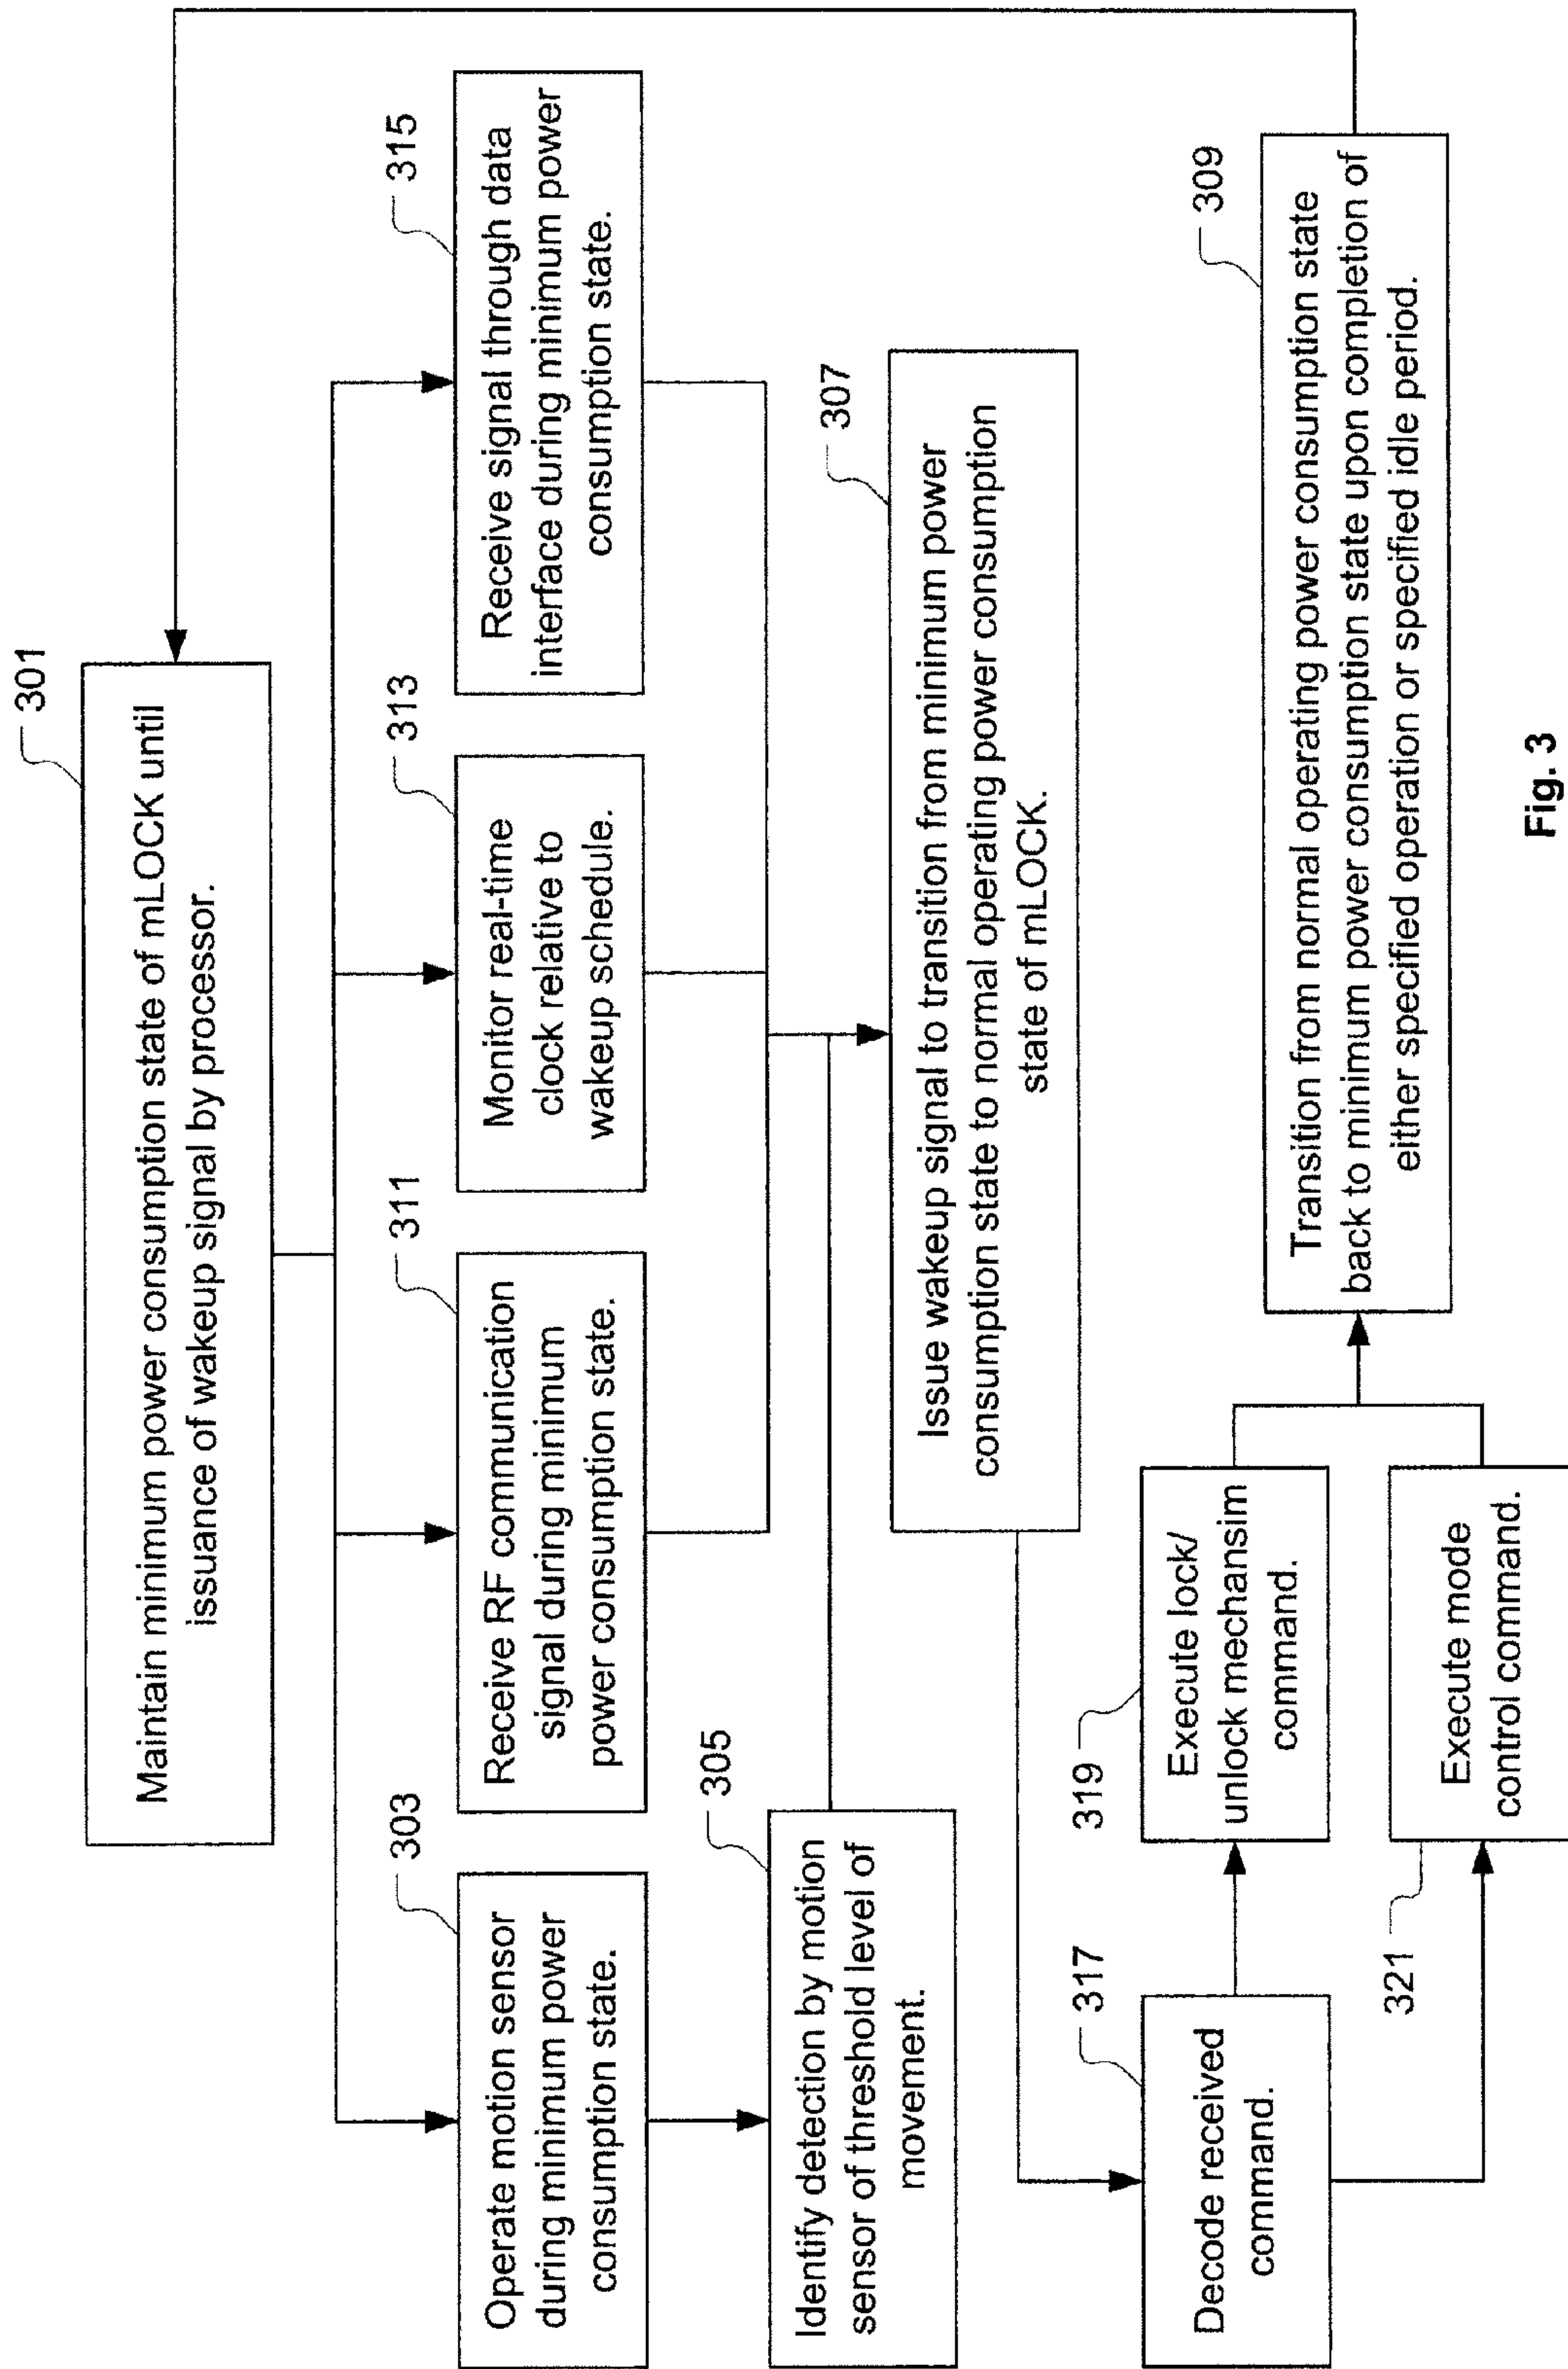 301
Maintain minimum power consumption state of mLOCK until
issuance of wakeup signal by processor.
303
Operate motion sensor
during minimum power
consumption state.
311
Receive RF communication
signal during minimum
power consumption state.
313
Monitor real-time
clock relative to
wakeup schedule.
315
Receive signal through data
interface during minimum power
consumption state.
305
Identify detection by motion
sensor of threshold level of
movement.
307
Issue wakeup signal to transition from minimum power
consumption state to normal operating power consumption
state of mLOCK.
317
Decode received
command.
319
Execute lock/
unlock mechansim
command.
321
Execute mode
control command.
309
Transition from normal operating power consumption state
back to minimum power consumption state upon completion of
either specified operation or specified idle period.
Fig. 3